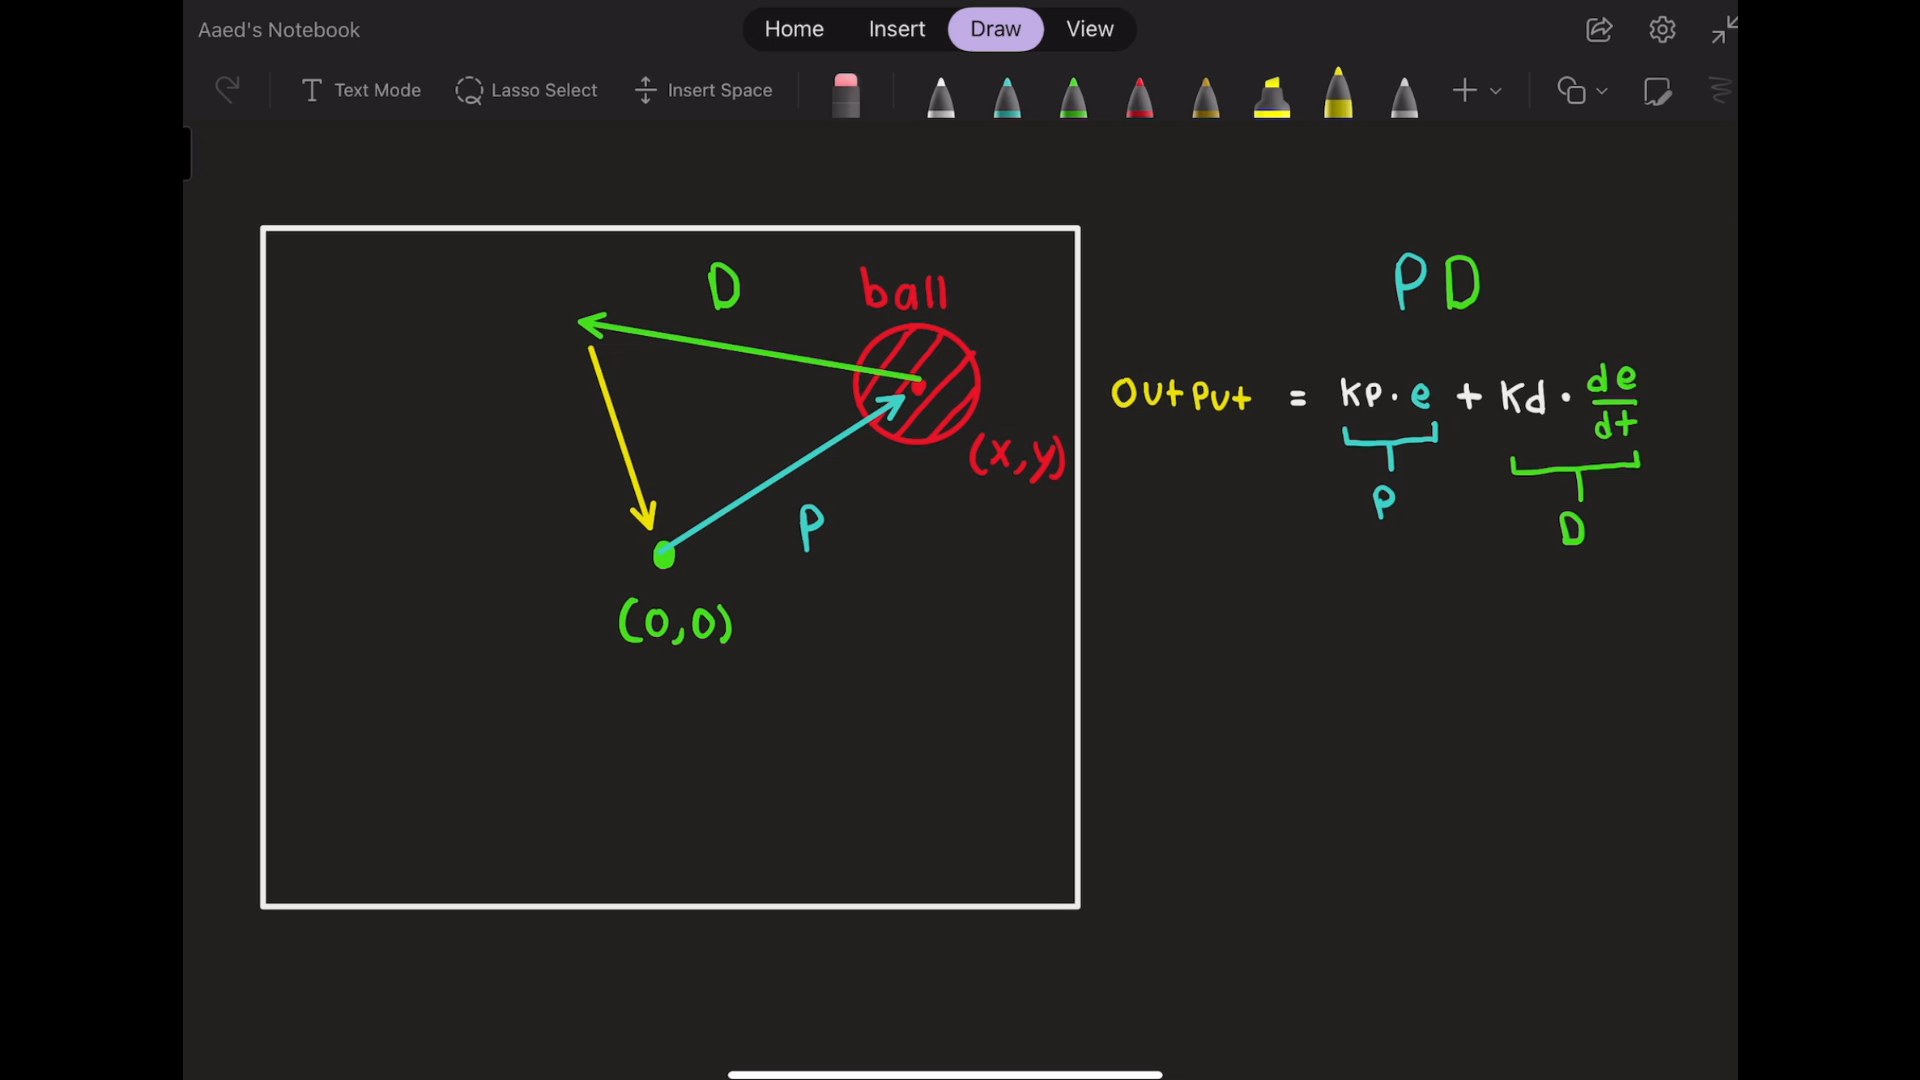 Aaed's Notebook
Home Insert Draw View
Text Mode Lasso Select Insert Space
D ball
PD
Output = Kp · e + Kd · de/dt
(x,y)
P
P
D
(0,0)